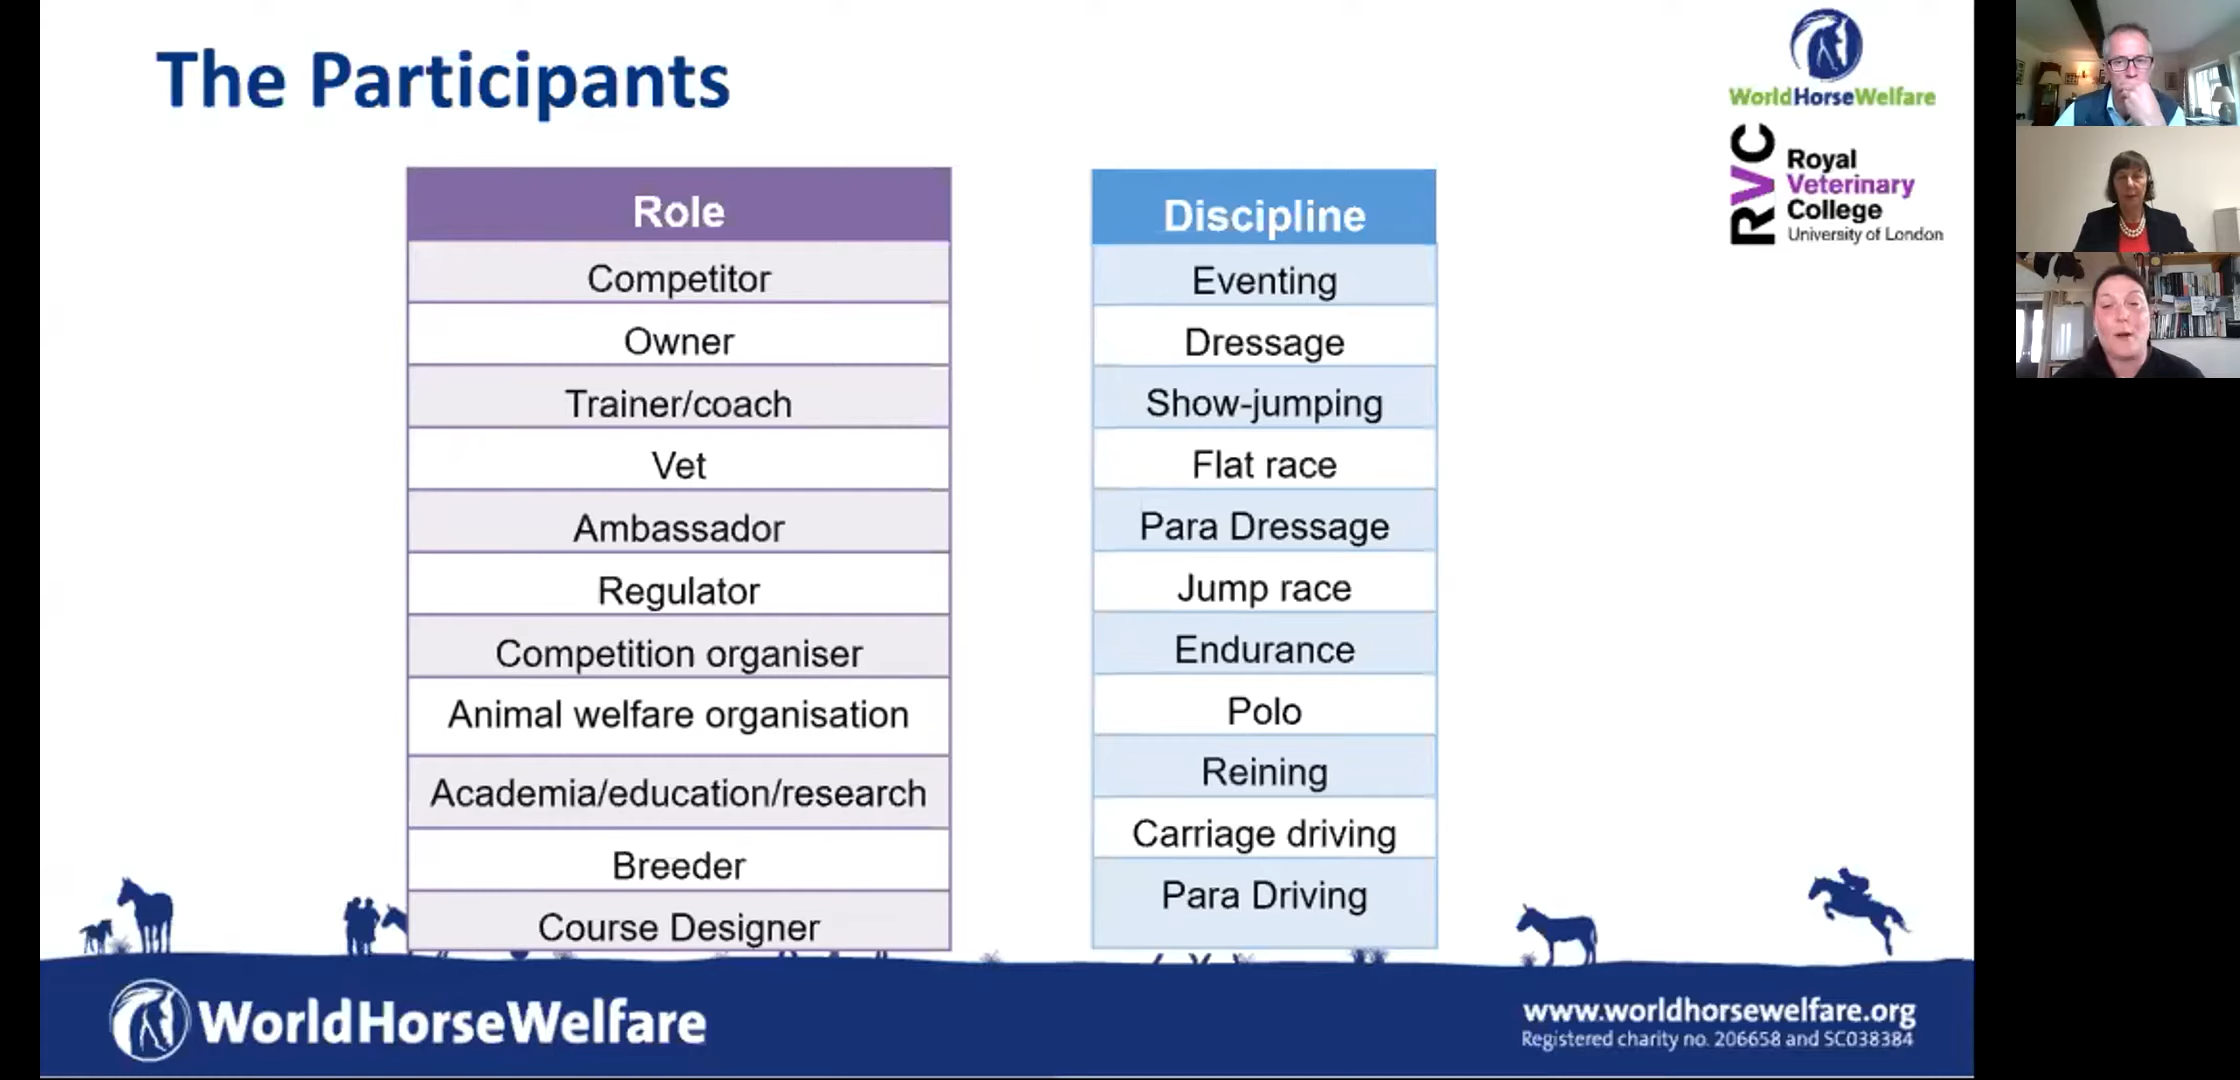 The Participants
WorldHorseWelfare
RVC
Royal
Veterinary
College
University of London
Role
Competitor
Owner
Trainer/coach
Vet
Ambassador
Regulator
Competition organiser
Animal welfare organisation
Academia/education/research
Breeder
Course Designer
Discipline
Eventing
Dressage
Show-jumping
Flat race
Para Dressage
Jump race
Endurance
Polo
Reining
Carriage driving
Para Driving
WorldHorseWelfare
www.worldhorsewelfare.org
Registered charity no. 206658 and SC038384